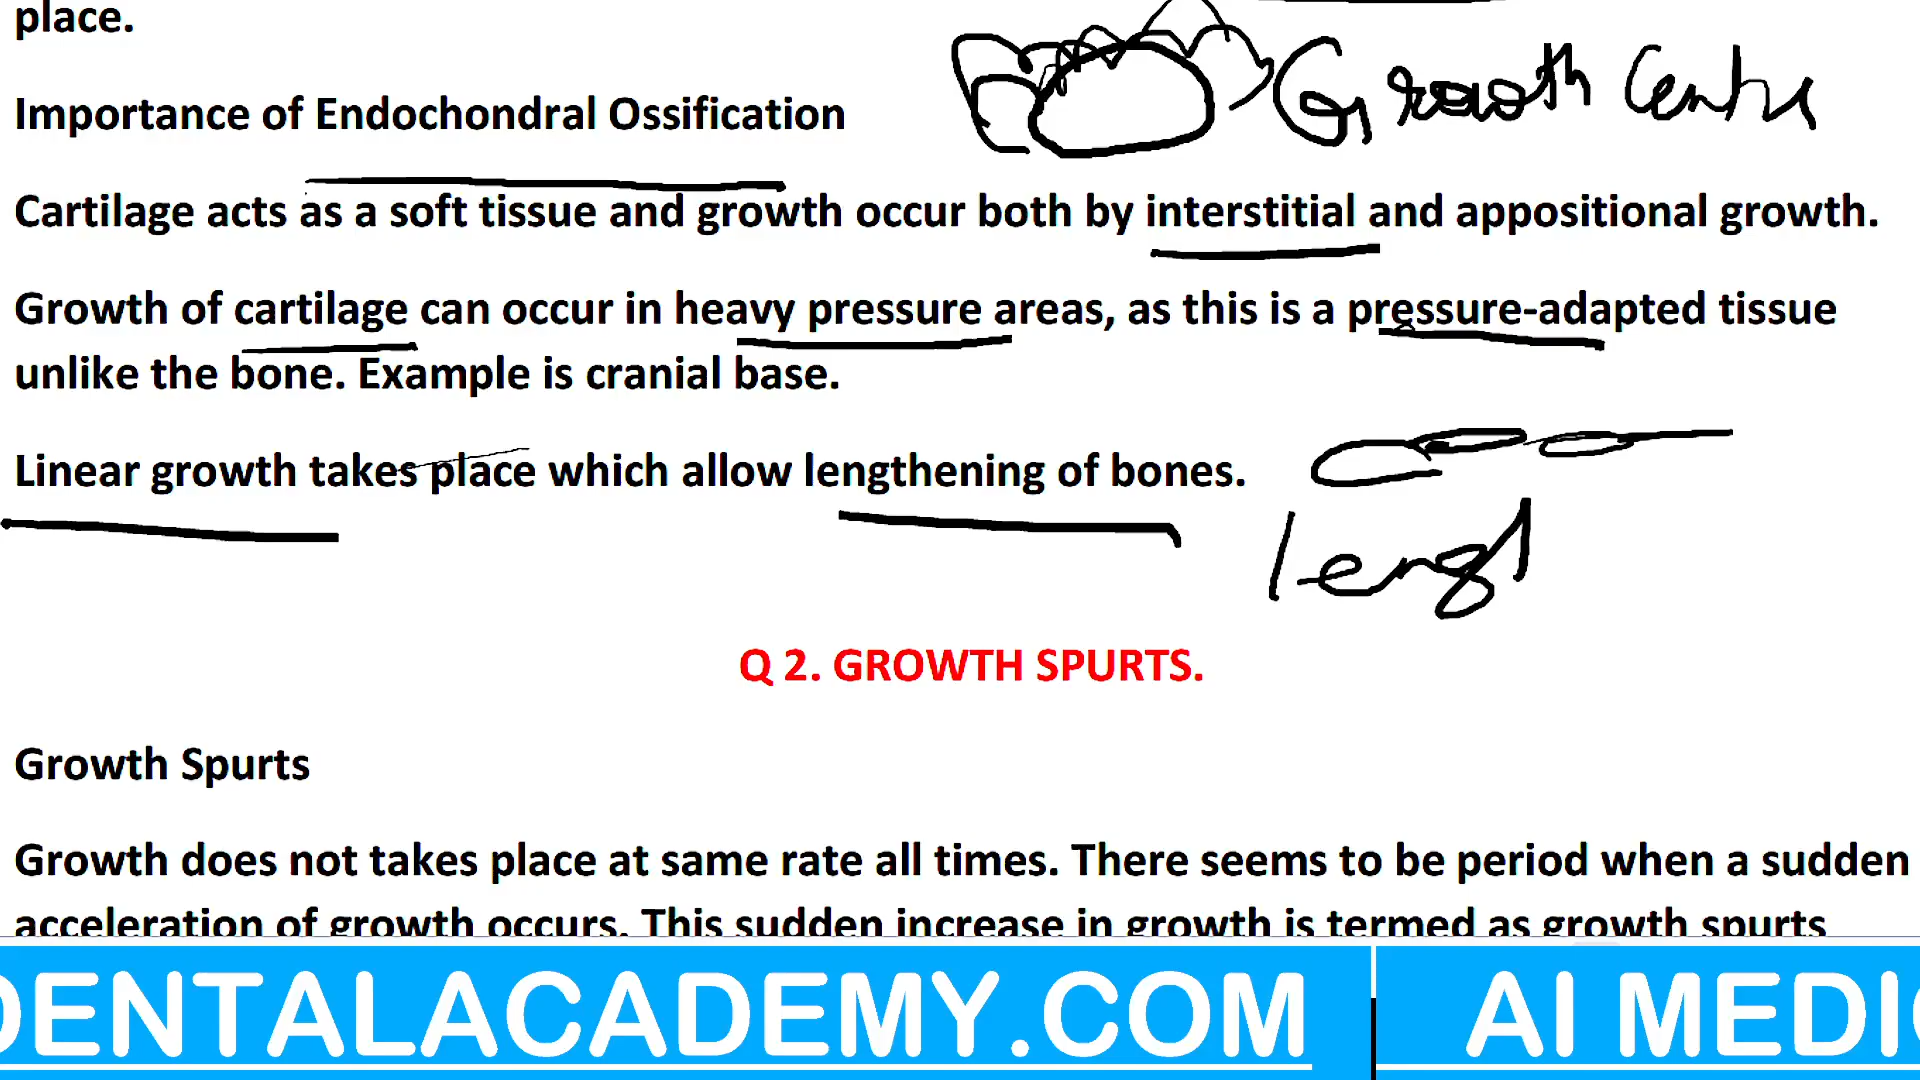 place.
Importance of Endochondral Ossification
Growth Centre
Cartilage acts as a soft tissue and growth occur both by interstitial and appositional growth.
Growth of cartilage can occur in heavy pressure areas, as this is a pressure-adapted tissue
unlike the bone. Example is cranial base.
Linear growth takes place which allow lengthening of bones.
Lengt
Q 2. GROWTH SPURTS.
Growth Spurts
Growth does not takes place at same rate all times. There seems to be period when a sudden
acceleration of growth occurs. This sudden increase in growth is termed as growth spurts
DENTALACADEMY.COM
AI MEDI